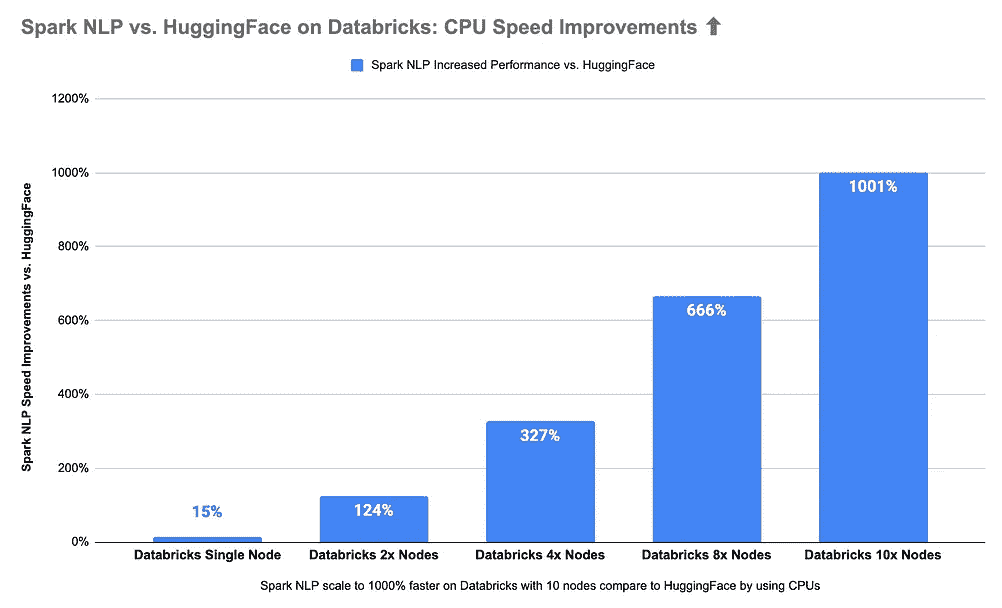 Spark NLP vs. HuggingFace on Databricks: CPU Speed Improvements ⬆
Spark NLP Increased Performance vs. HuggingFace
Spark NLP Speed Improvements vs. HuggingFace
1200%
1000%
800%
600%
400%
200%
0%
15%
124%
327%
666%
1001%
Databricks Single Node
Databricks 2x Nodes
Databricks 4x Nodes
Databricks 8x Nodes
Databricks 10x Nodes
Spark NLP scale to 1000% faster on Databricks with 10 nodes compare to HuggingFace by using CPUs